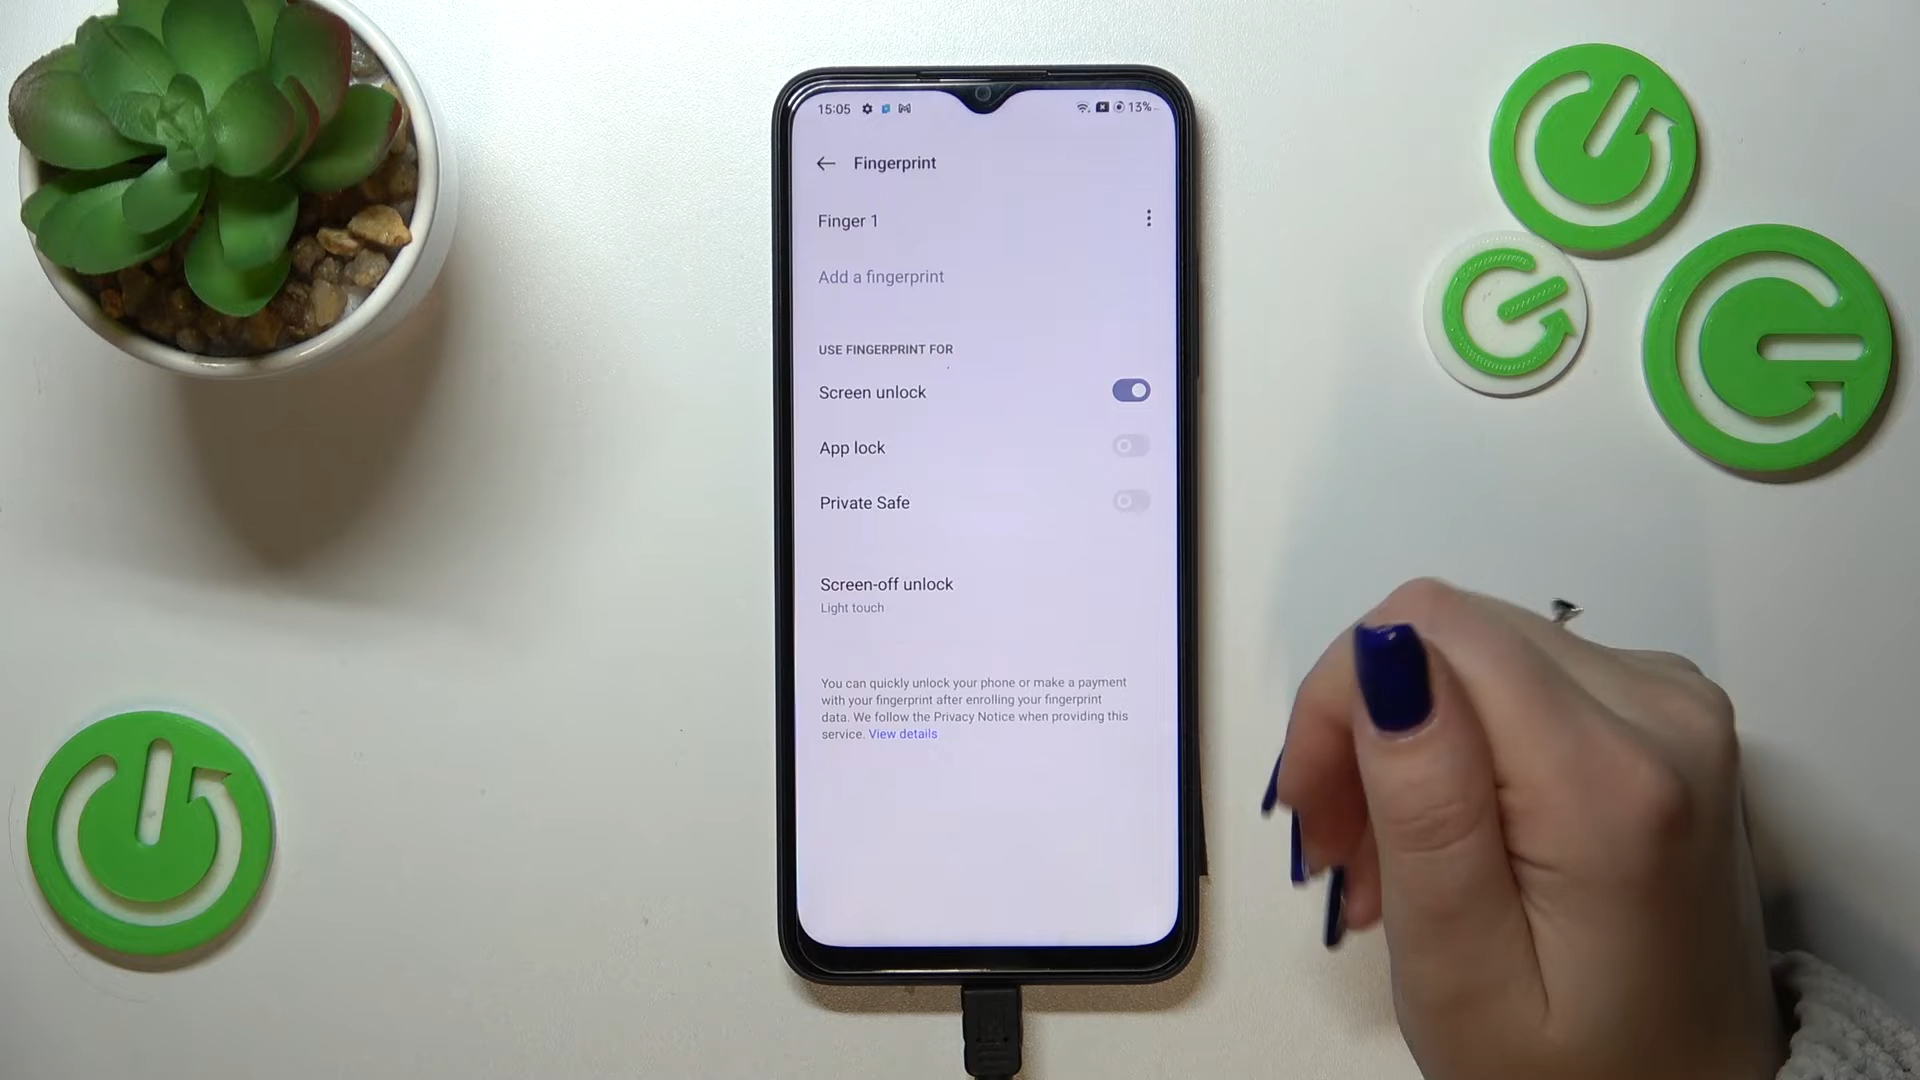 15:05 13%
Fingerprint
Finger 1
Add a fingerprint
USE FINGERPRINT FOR
Screen unlock
App lock
Private Safe
Screen-off unlock
Light touch
You can quickly unlock your phone or make a payment
with your fingerprint after enrolling your fingerprint
data. We follow the Privacy Notice when providing this
service. View details